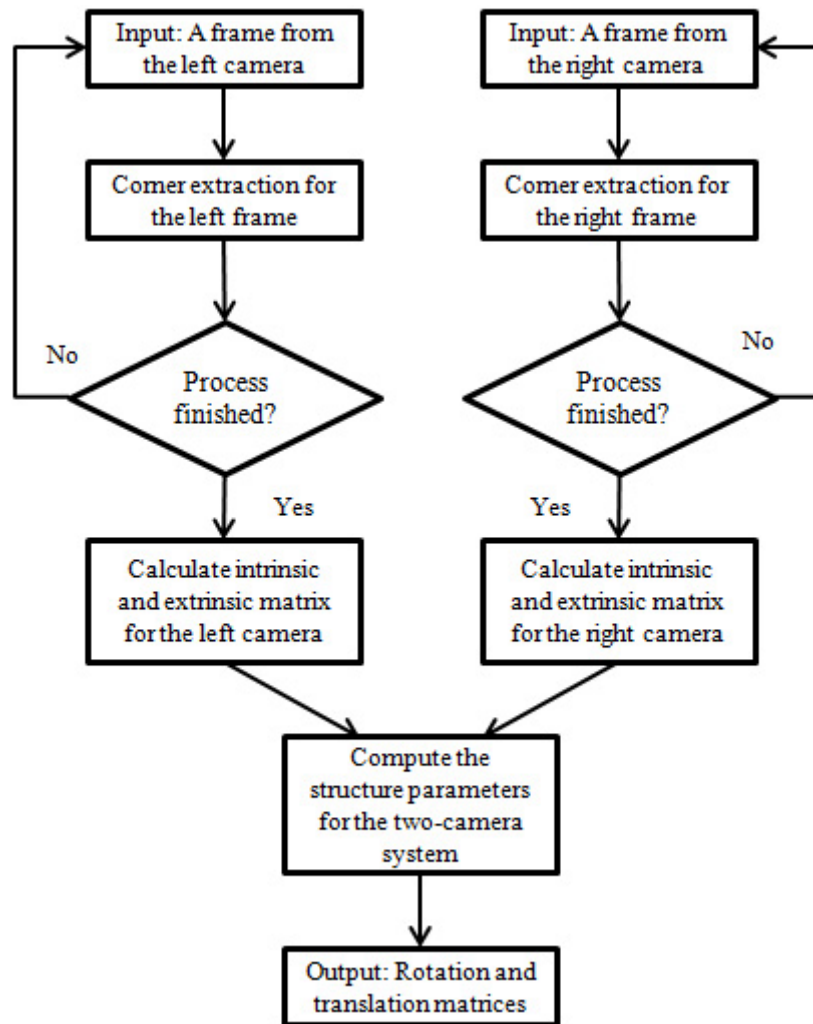 Input: A frame from
the left camera
Input: A frame from
the right camera
Corner extraction for
the left frame
Corner extraction for
the right frame
No
Process
finished?
No
Process
finished?
Yes
Yes
Calculate intrinsic
and extrinsic matrix
for the left camera
Calculate intrinsic
and extrinsic matrix
for the right camera
Compute the
structure parameters
for the two-camera
system
Output: Rotation and
translation matrices